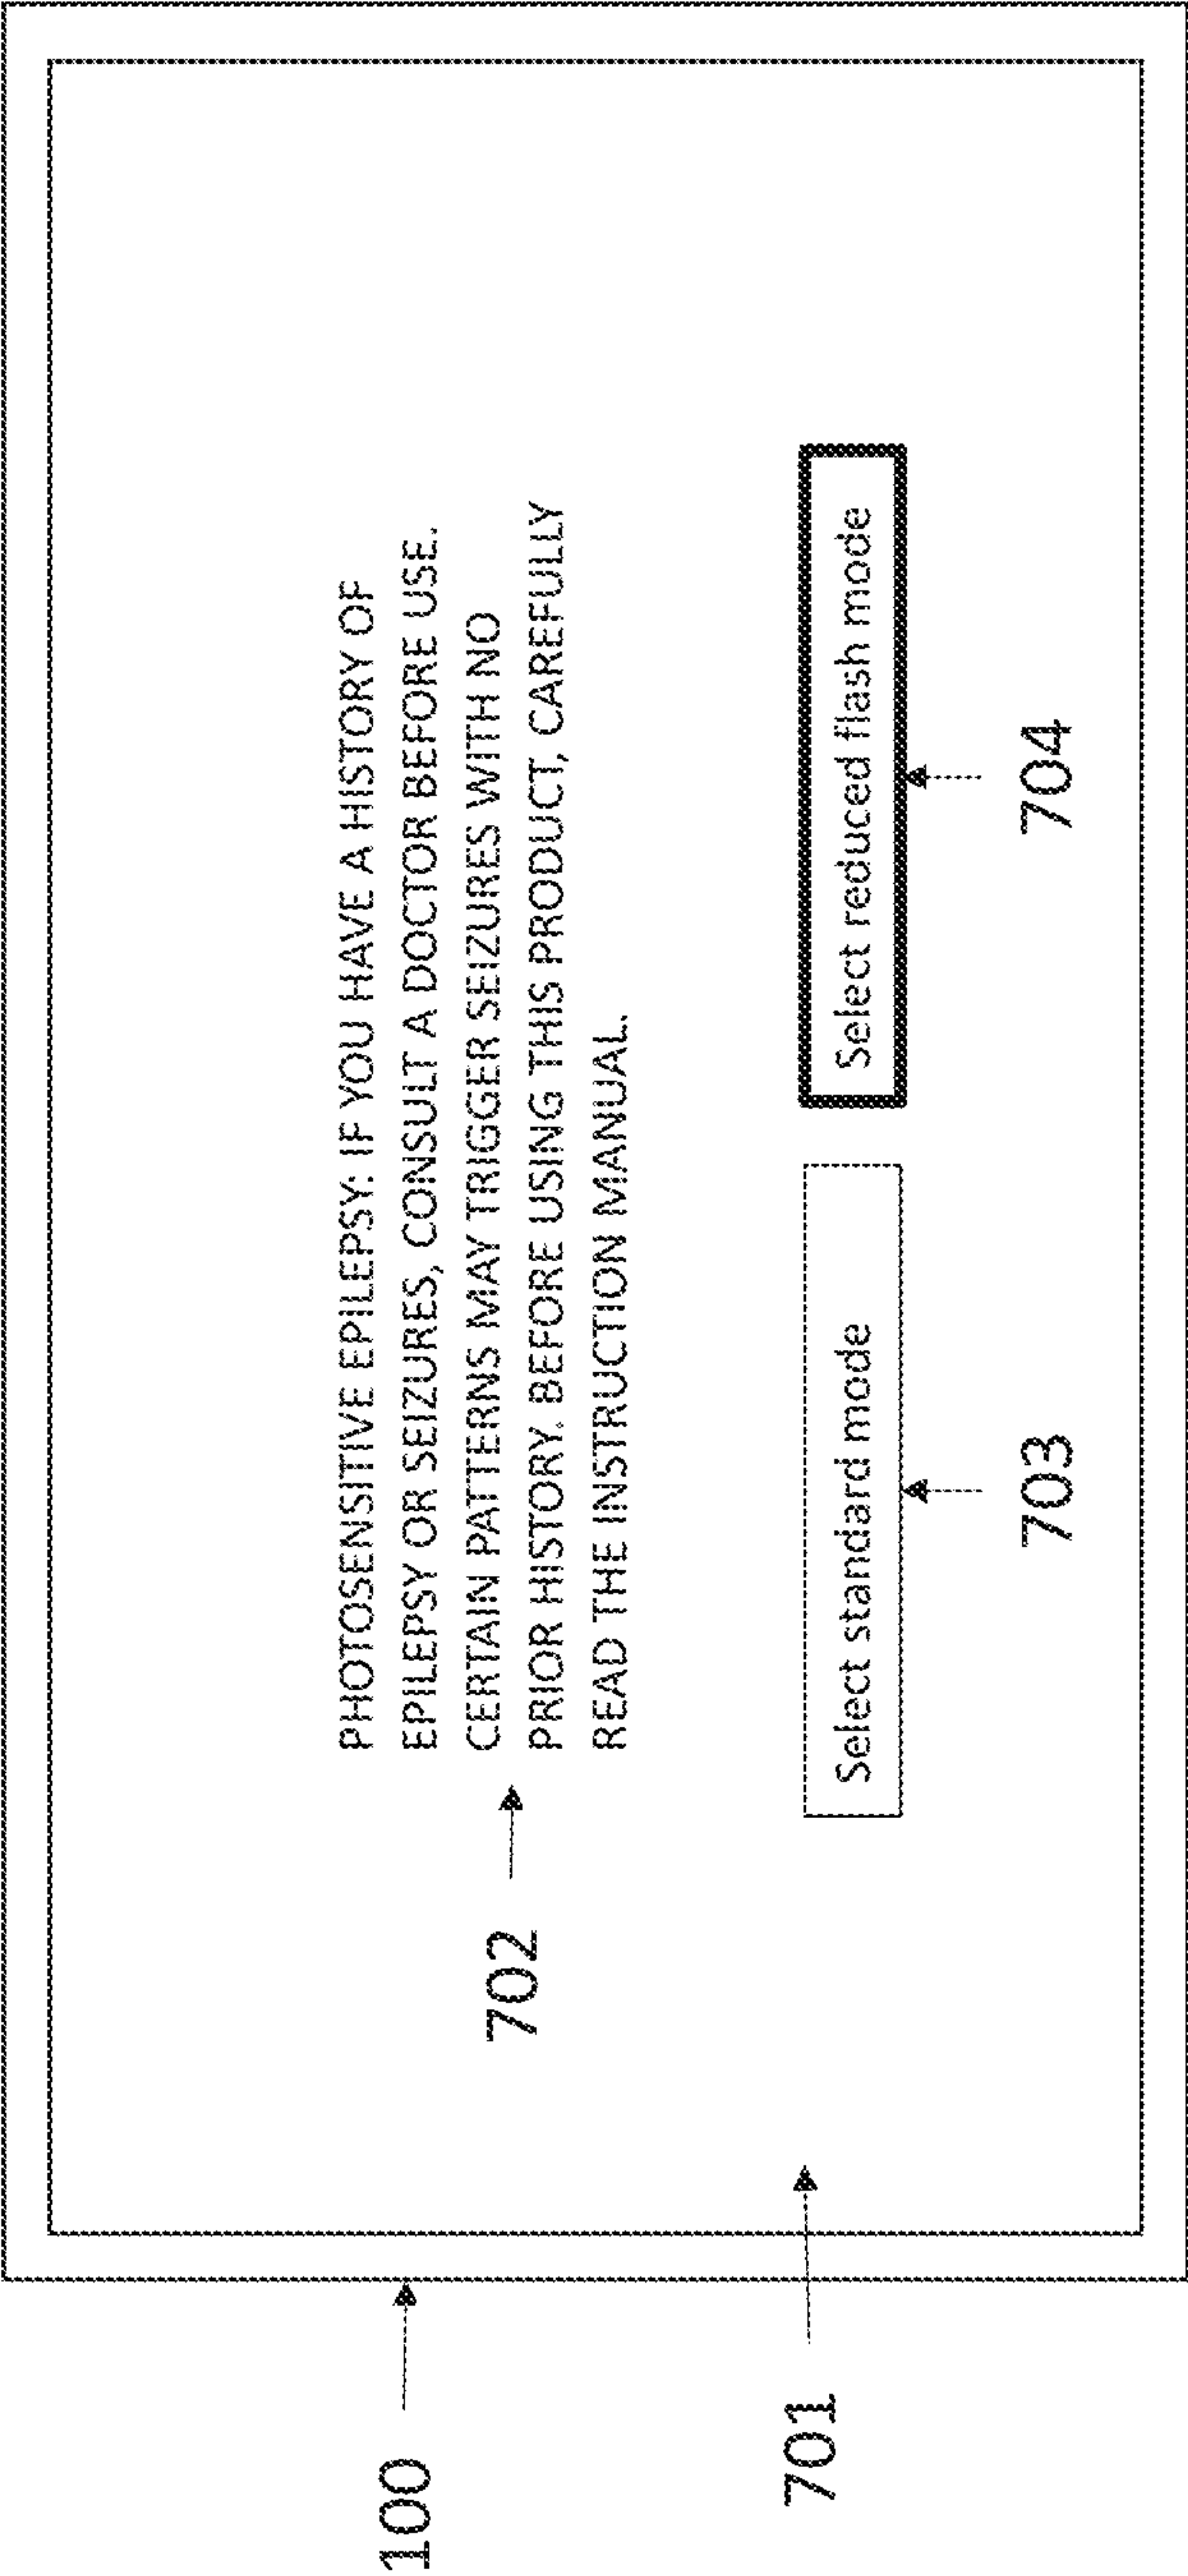 100
PHOTOSENSITIVE EPILEPSY: IF YOU HAVE A HISTORY OF
EPILEPSY OR SEIZURES, CONSULT A DOCTOR BEFORE USE.
CERTAIN PATTERNS MAY TRIGGER SEIZURES WITH NO
PRIOR HISTORY. BEFORE USING THIS PRODUCT, CAREFULLY
READ THE INSTRUCTION MANUAL.
702
701
Select standard mode
Select reduced flash mode
703
704